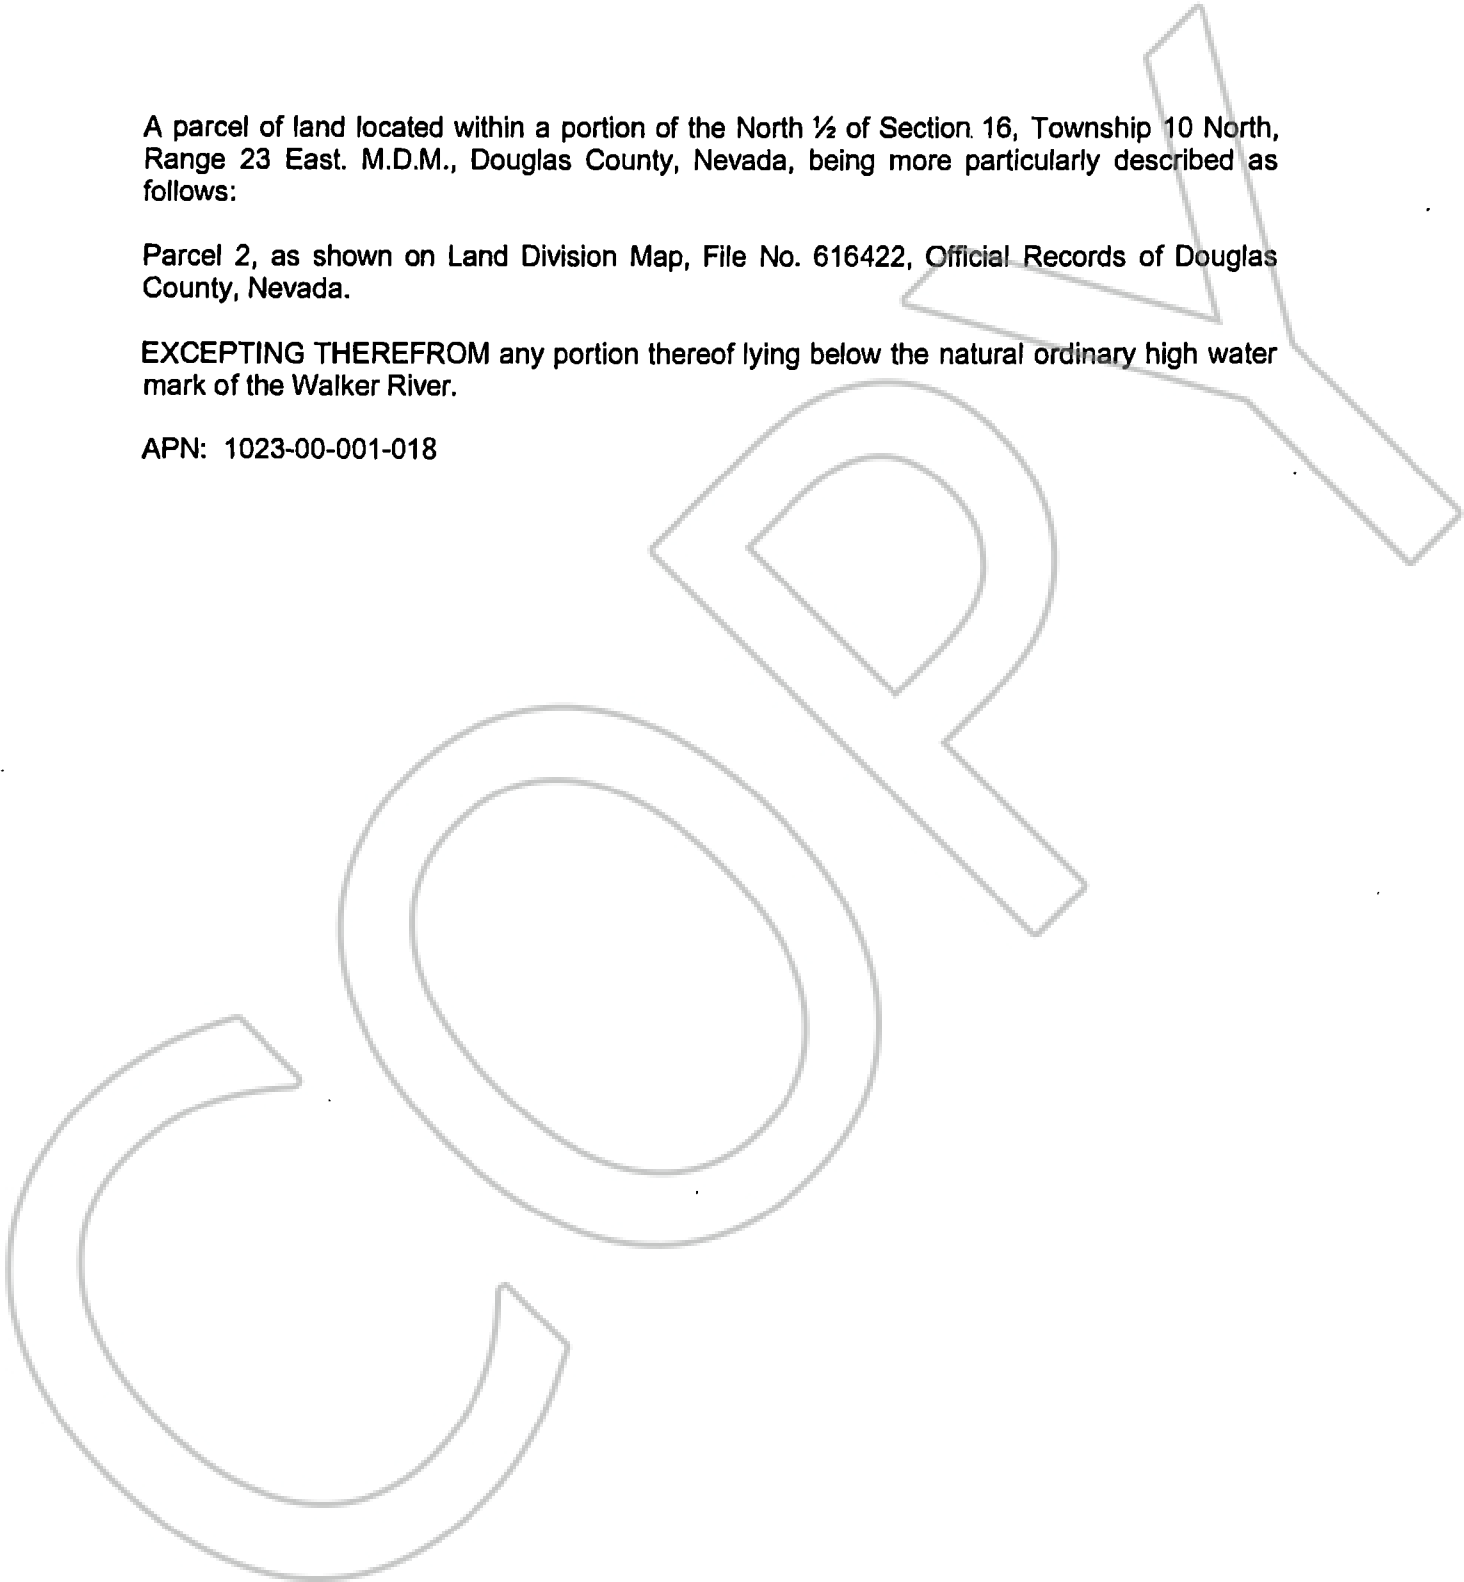 A parcel of land located within a portion of the North ½ of Section 16, Township 10 North,
Range 23 East. M.D.M., Douglas County, Nevada, being more particularly described as
follows:
Parcel 2, as shown on Land Division Map, File No. 616422, Official Records of Douglas
County, Nevada.
EXCEPTING THEREFROM any portion thereof lying below the natural ordinary high water
mark of the Walker River.
APN: 1023-00-001-018
COPY